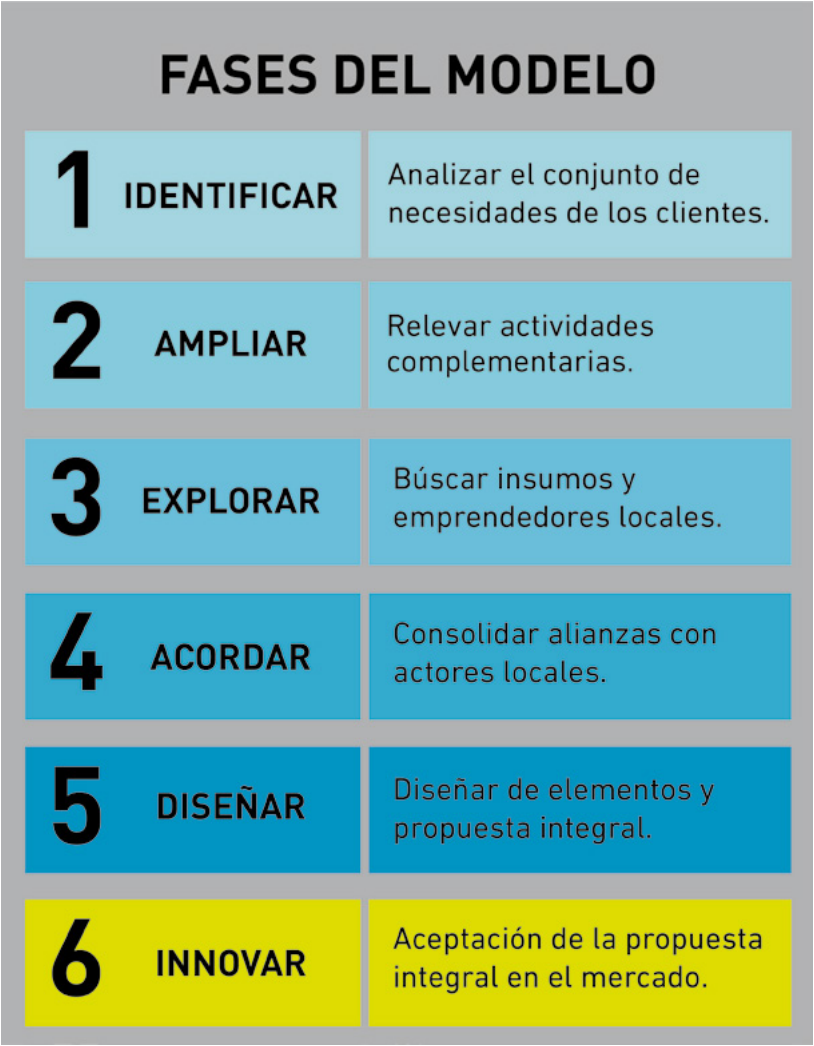 FASES DEL MODELO
1 IDENTIFICAR
Analizar el conjunto de
necesidades de los clientes.
2 AMPLIAR
Relevar actividades
complementarias.
3 EXPLORAR
Búscar insumos y
emprendedores locales.
4 ACORDAR
Consolidar alianzas con
actores locales.
5 DISEÑAR
Diseñar de elementos y
propuesta integral.
6 INNOVAR
Aceptación de la propuesta
integral en el mercado.